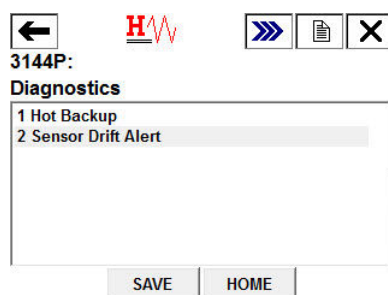 H
3144P:
Diagnostics
1 Hot Backup
2 Sensor Drift Alert
SAVE HOME